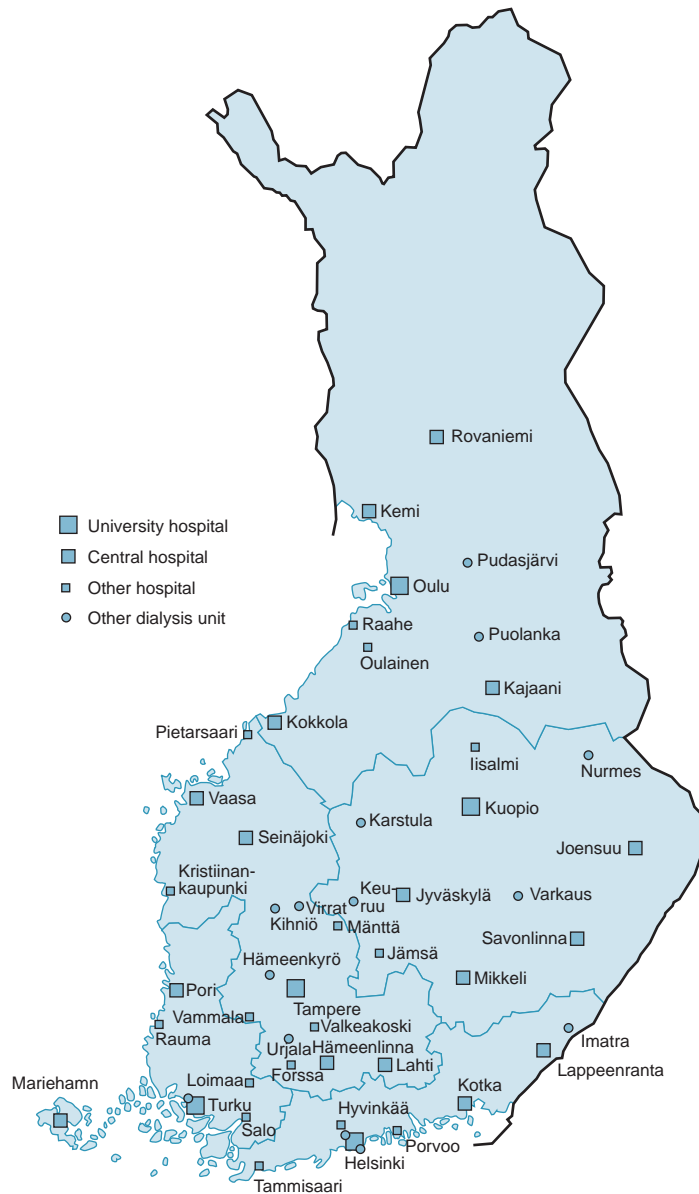 Rovaniemi
Kemi
University hospital
Central hospital
Other hospital
Other dialysis unit
Pudasjärvi
Oulu
Raahe
Puolanka
Oulainen
Kajaani
Kokkola
Pietarsaari
Iisalmi
Nurmes
Vaasa
Kuopio
Karstula
Seinäjoki
Joensuu
Kristiinan-
kaupunki
Keu-
ruu
Jyväskylä
Varkaus
Virrat
Kihniö
Mänttä
Savonlinna
Jämsä
Hämeenkyrö
Mikkeli
Pori
Tampere
Vammala
Valkeakoski
Rauma
Imatra
Urjala
Hämeenlinna
Forssa
Lahti
Lappeenranta
Mariehamn
Loimaa
Kotka
Turku
Hyvinkää
Salo
Porvoo
Helsinki
Tammisaari